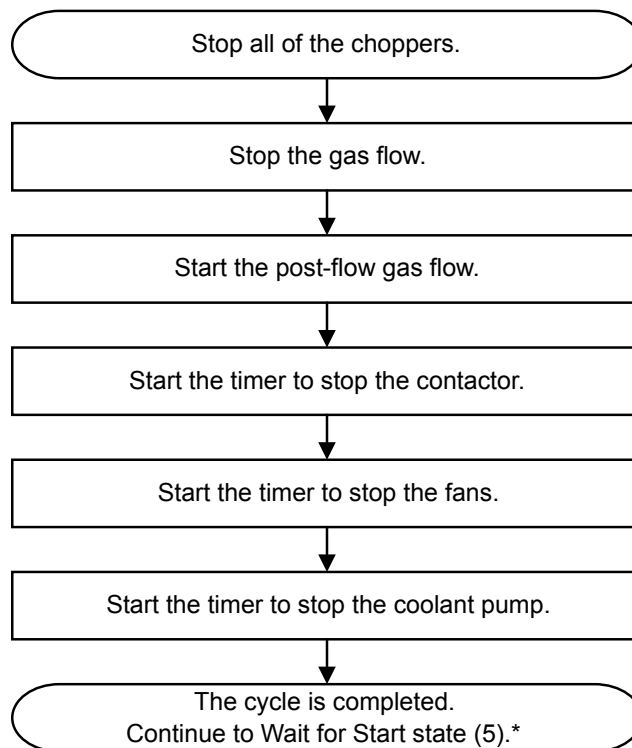 Stop all of the choppers.
Stop the gas flow.
Start the post-flow gas flow.
Start the timer to stop the contactor.
Start the timer to stop the fans.
Start the timer to stop the coolant pump.
The cycle is completed.
Continue to Wait for Start state (5).*